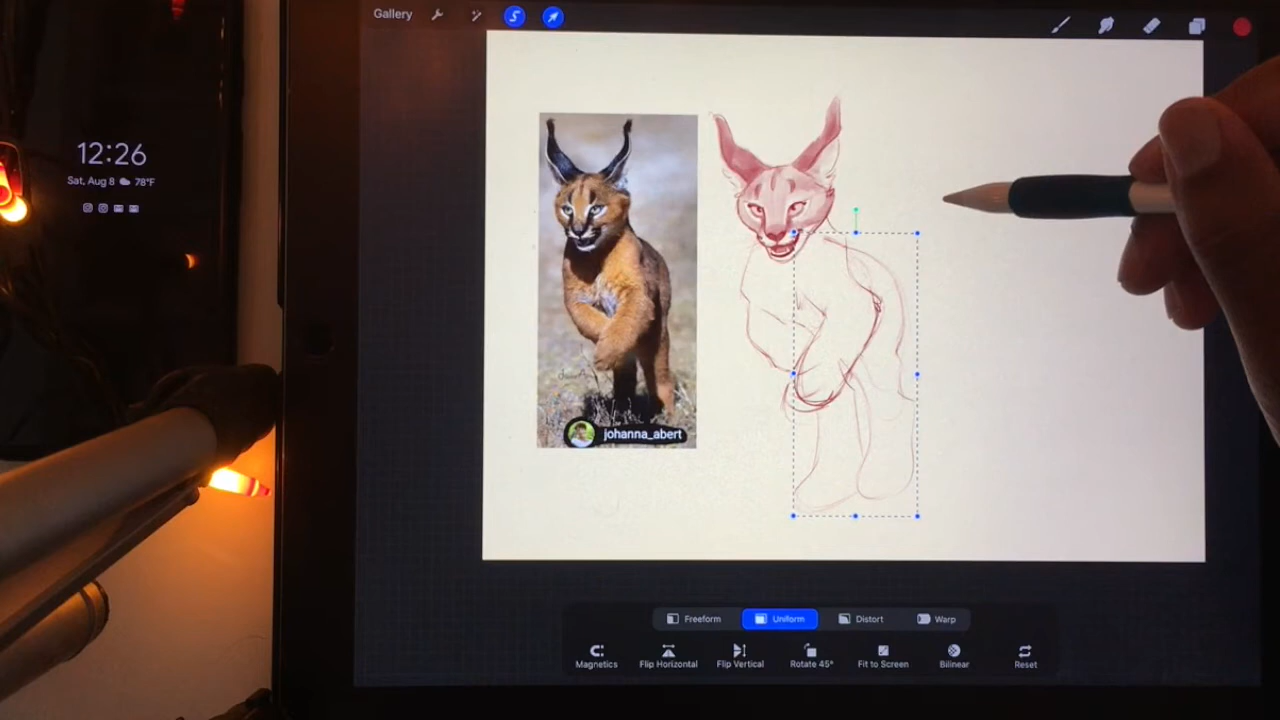 Gallery
12:26
Sat, Aug 8 78°F
johanna_abert
Freeform
Uniform
Distort
Warp
Magnetics
Flip Horizontal
Flip Vertical
Rotate 45°
Fit to Screen
Bilinear
Reset